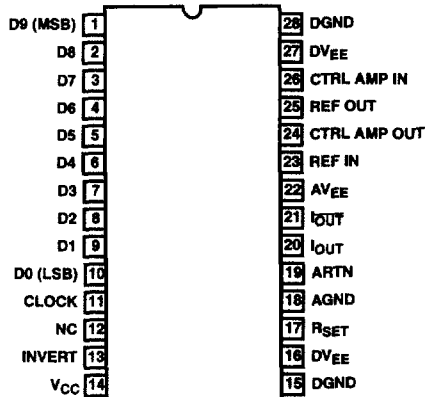 D9 (MSB) 1 28 DGND
D8 2 27 DVEE
D7 3 26 CTRL AMP IN
D6 4 25 REF OUT
D5 5 24 CTRL AMP OUT
D4 6 23 REF IN
D3 7 22 AVEE
D2 8 21 I̅O̅U̅T̅
D1 9 20 IOUT
D0 (LSB) 10 19 ARTN
CLOCK 11 18 AGND
NC 12 17 RSET
INVERT 13 16 DVEE
VCC 14 15 DGND